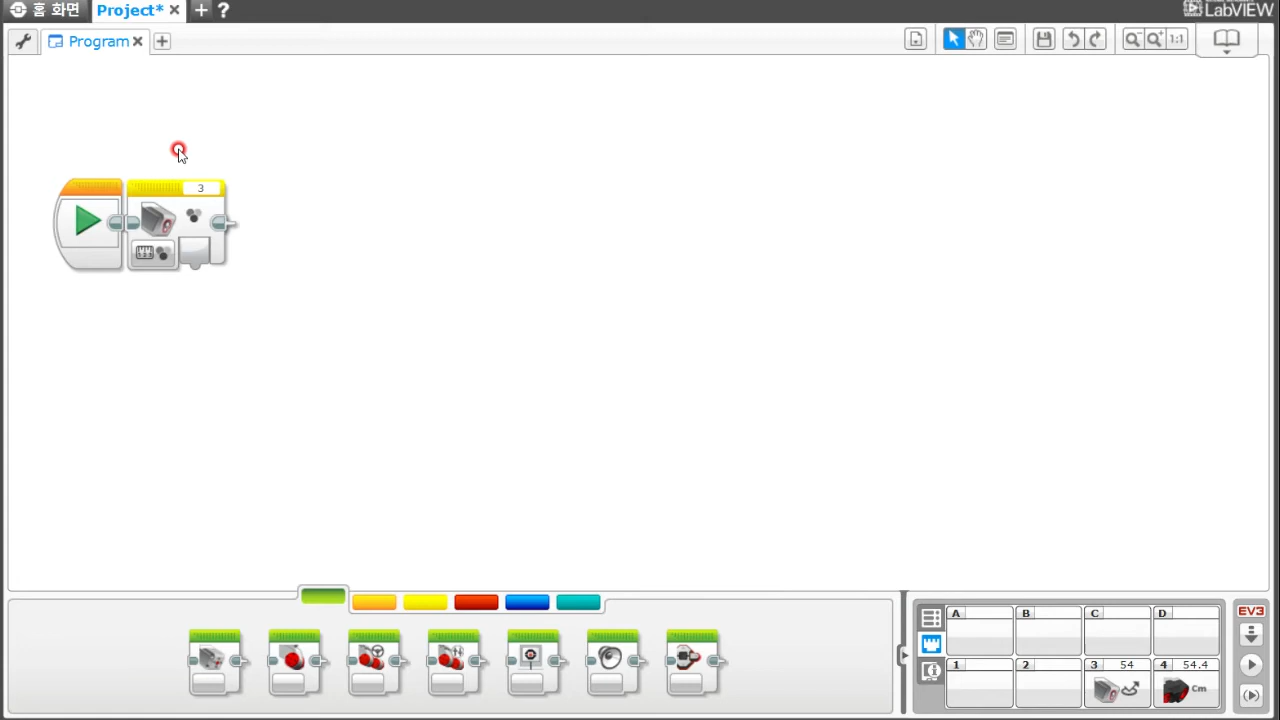 홈 화면 Project* × + ? LabVIEW
Program × + 1:1
3
A B C D EV3
1 2 3 54 4 54.4
Cm